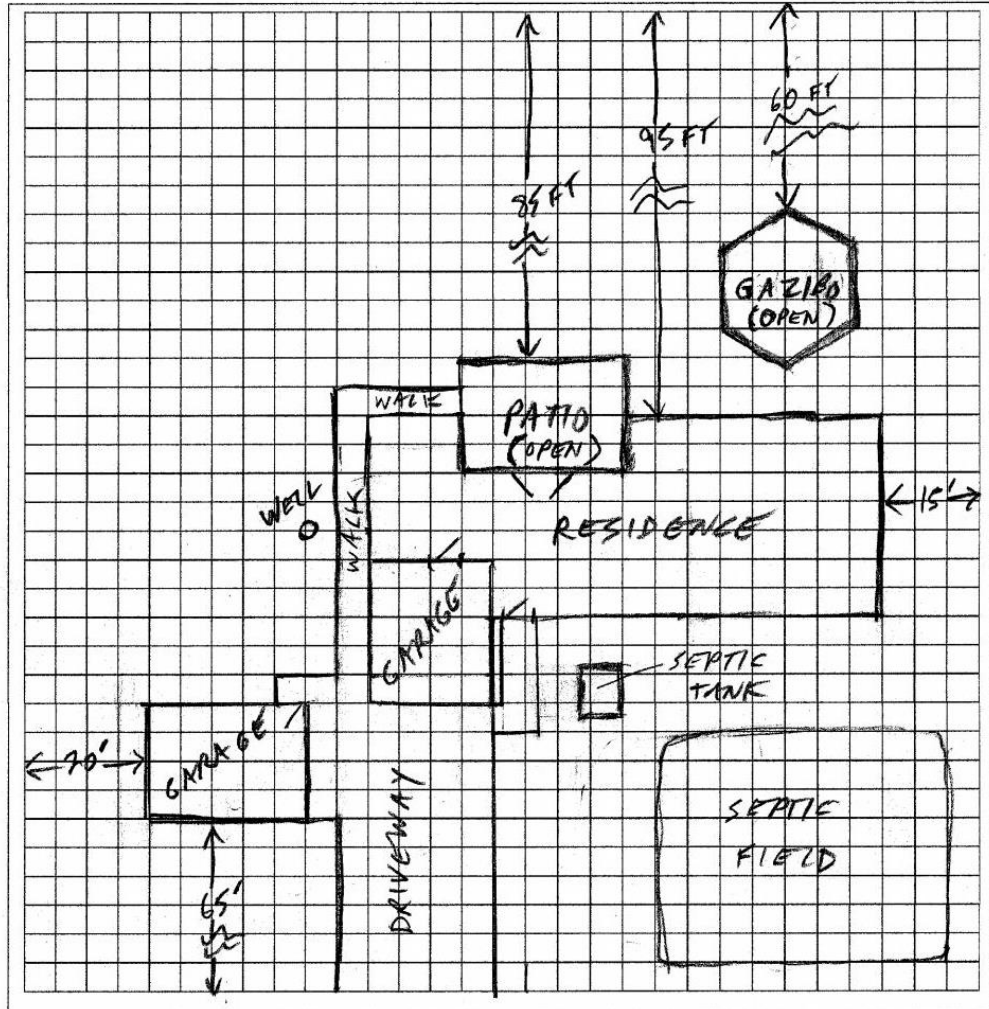 60 FT
95 FT
85 FT
GAZIBO
(OPEN)
WALK
PATIO
(OPEN)
WELL
WALK
15'
RESIDENCE
GARAGE
SEPTIC
TANK
20'
GARAGE
DRIVEWAY
SEPTIC
FIELD
65'